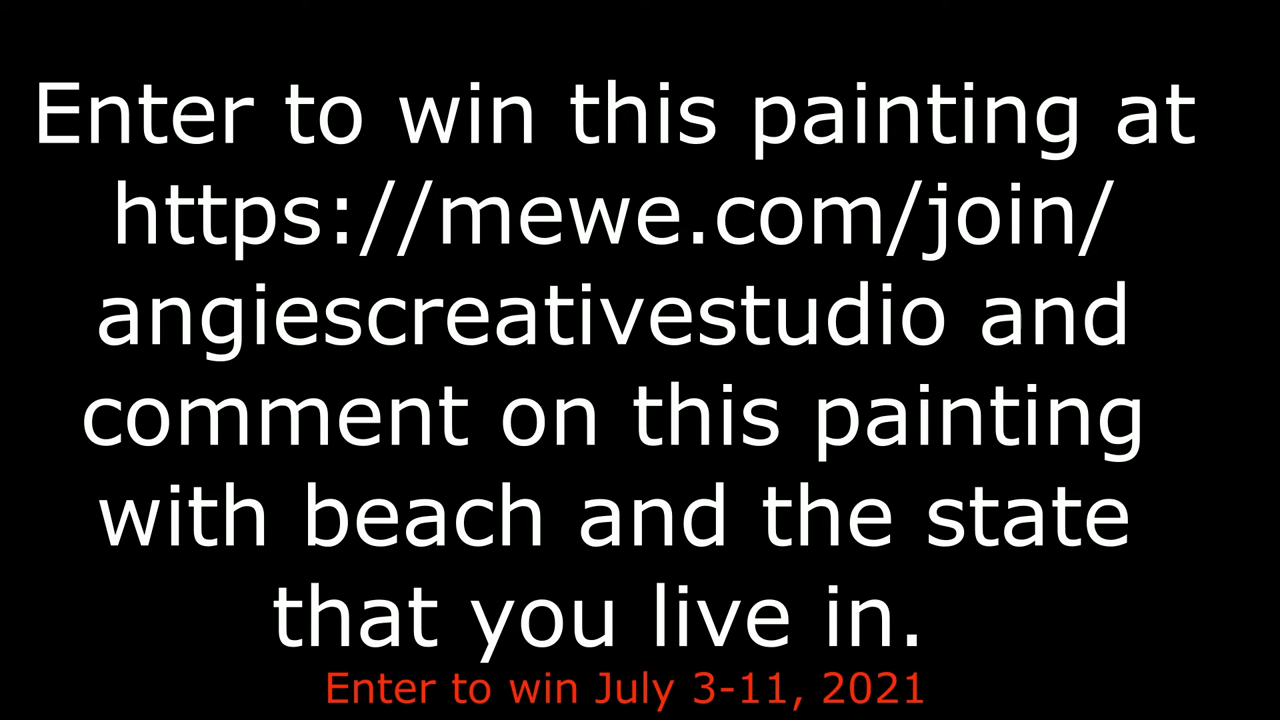 Enter to win this painting at
https://mewe.com/join/
angiescreativestudio and
comment on this painting
with beach and the state
that you live in.
Enter to win July 3-11, 2021